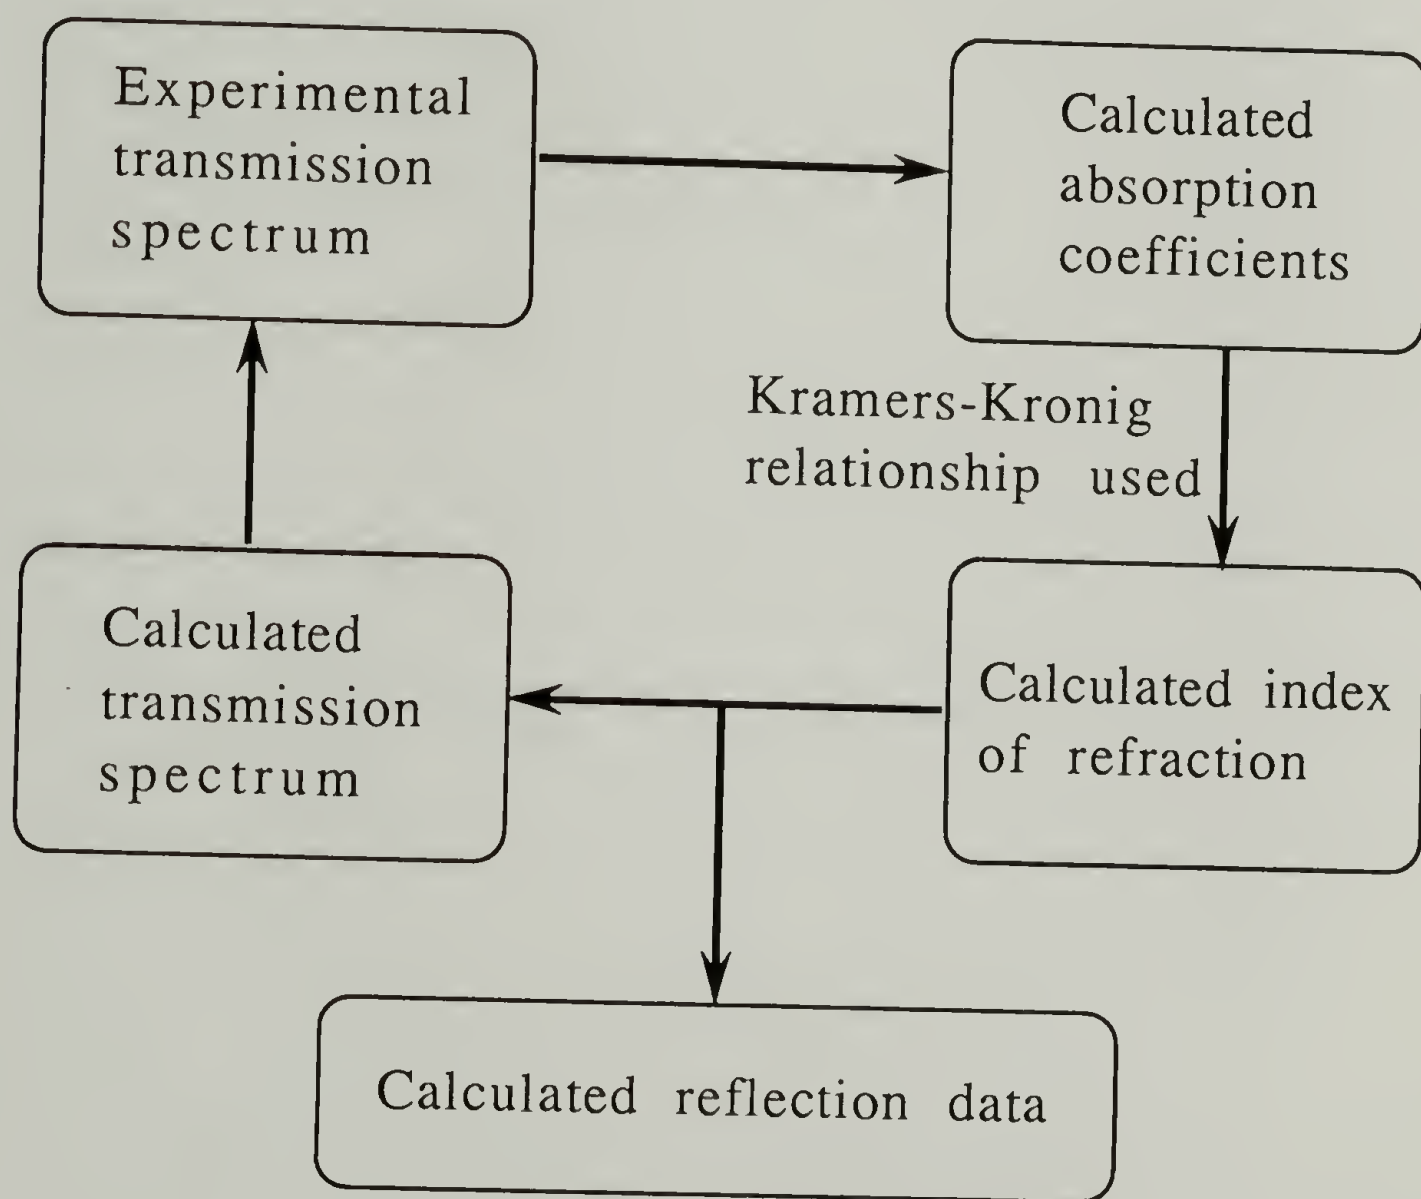 Experimental
transmission
spectrum
Calculated
absorption
coefficients
Kramers-Kronig
relationship used
Calculated index
of refraction
Calculated
transmission
spectrum
Calculated reflection data